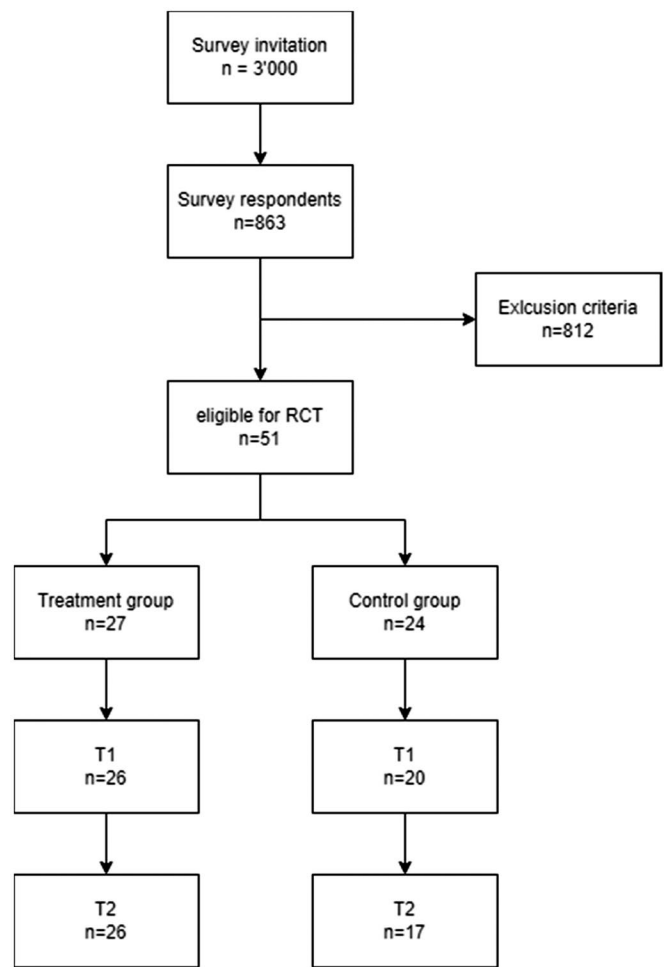 Survey invitation
n = 3'000
Survey respondents
n=863
Exlcusion criteria
n=812
eligible for RCT
n=51
Treatment group
n=27
Control group
n=24
T1
n=26
T1
n=20
T2
n=26
T2
n=17